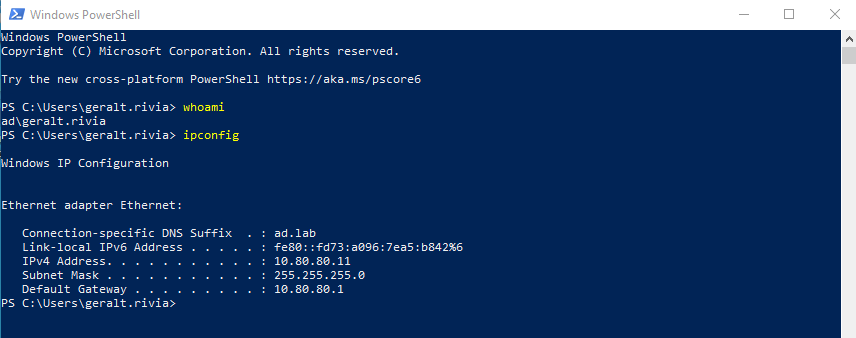 Windows PowerShell
Windows PowerShell
Copyright (C) Microsoft Corporation. All rights reserved.
Try the new cross-platform PowerShell https://aka.ms/pscore6
PS C:\Users\geralt.rivia> whoami
ad\geralt.rivia
PS C:\Users\geralt.rivia> ipconfig
Windows IP Configuration
Ethernet adapter Ethernet:
   Connection-specific DNS Suffix  . : ad.lab
   Link-local IPv6 Address . . . . . : fe80::fd73:a096:7ea5:b842%6
   IPv4 Address. . . . . . . . . . . : 10.80.80.11
   Subnet Mask . . . . . . . . . . . : 255.255.255.0
   Default Gateway . . . . . . . . . : 10.80.80.1
PS C:\Users\geralt.rivia>